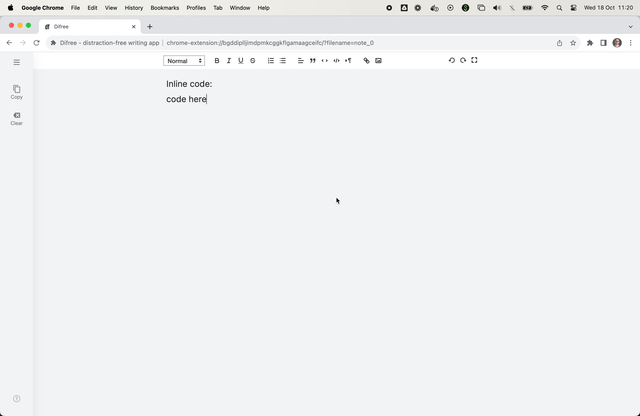 Google Chrome File Edit View History Bookmarks Profiles Tab Window Help Wed 18 Oct 11:20
Difree
Difree - distraction-free writing app chrome-extension://bgddipiljimdpmkcggkfigamaagceifc/?filename=note_0
Normal B I U S
Inline code:
code here
Copy
Clear